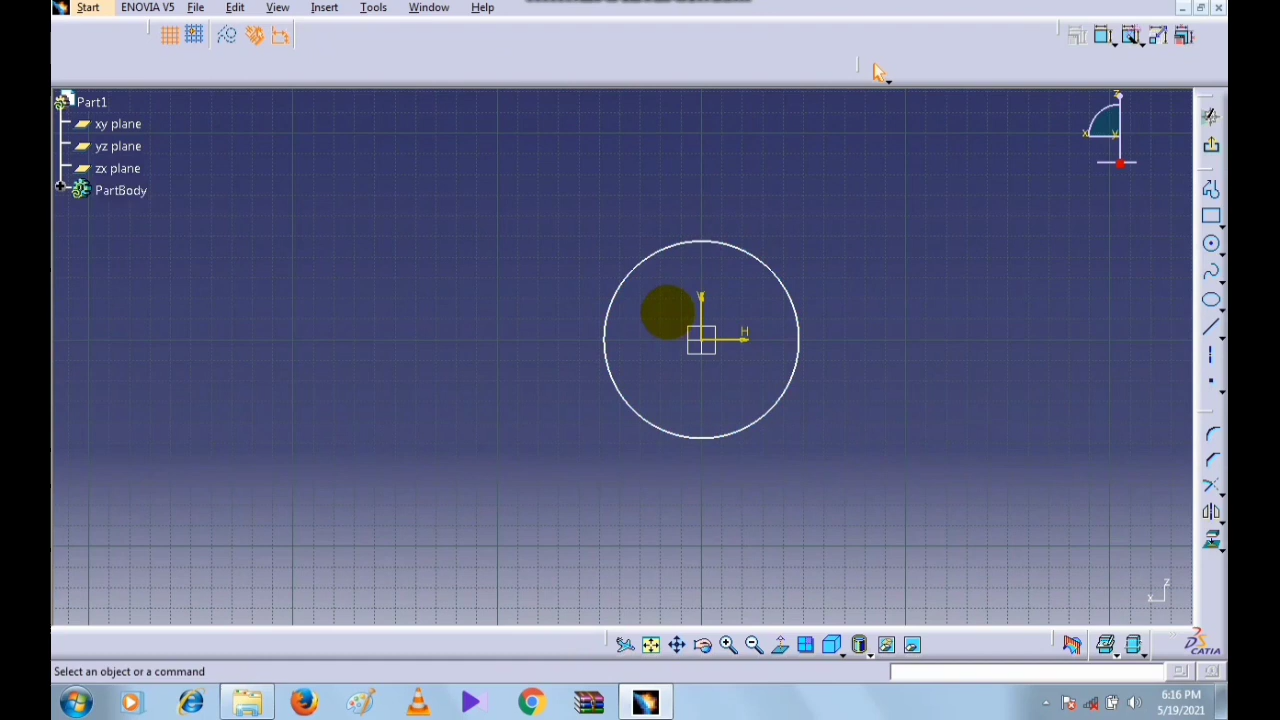 Start ENOVIA V5 File Edit View Insert Tools Window Help
Part1
xy plane
yz plane
zx plane
PartBody
z
x y
V
H
z
x
CATIA
Select an object or a command
6:16 PM
5/19/2021